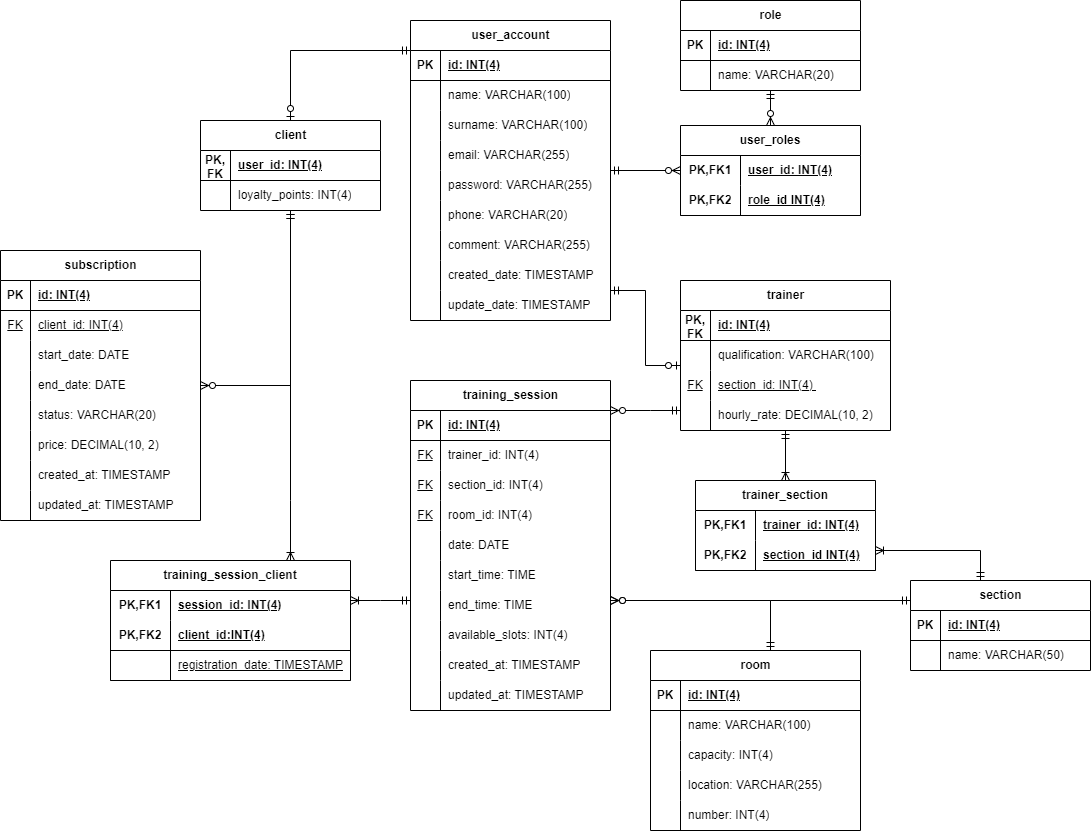 role
PK id: INT(4)
name: VARCHAR(20)
user_account
PK id: INT(4)
name: VARCHAR(100)
surname: VARCHAR(100)
email: VARCHAR(255)
password: VARCHAR(255)
phone: VARCHAR(20)
comment: VARCHAR(255)
created_date: TIMESTAMP
update_date: TIMESTAMP
user_roles
PK,FK1 user_id: INT(4)
PK,FK2 role_id INT(4)
client
PK,
FK user_id: INT(4)
loyalty_points: INT(4)
subscription
PK id: INT(4)
FK client_id: INT(4)
start_date: DATE
end_date: DATE
status: VARCHAR(20)
price: DECIMAL(10, 2)
created_at: TIMESTAMP
updated_at: TIMESTAMP
trainer
PK,
FK id: INT(4)
qualification: VARCHAR(100)
FK section_id: INT(4)
hourly_rate: DECIMAL(10, 2)
training_session
PK id: INT(4)
FK trainer_id: INT(4)
FK section_id: INT(4)
FK room_id: INT(4)
date: DATE
start_time: TIME
end_time: TIME
available_slots: INT(4)
created_at: TIMESTAMP
updated_at: TIMESTAMP
trainer_section
PK,FK1 trainer_id: INT(4)
PK,FK2 section_id INT(4)
training_session_client
PK,FK1 session_id: INT(4)
PK,FK2 client_id:INT(4)
registration_date: TIMESTAMP
section
PK id: INT(4)
name: VARCHAR(50)
room
PK id: INT(4)
name: VARCHAR(100)
capacity: INT(4)
location: VARCHAR(255)
number: INT(4)